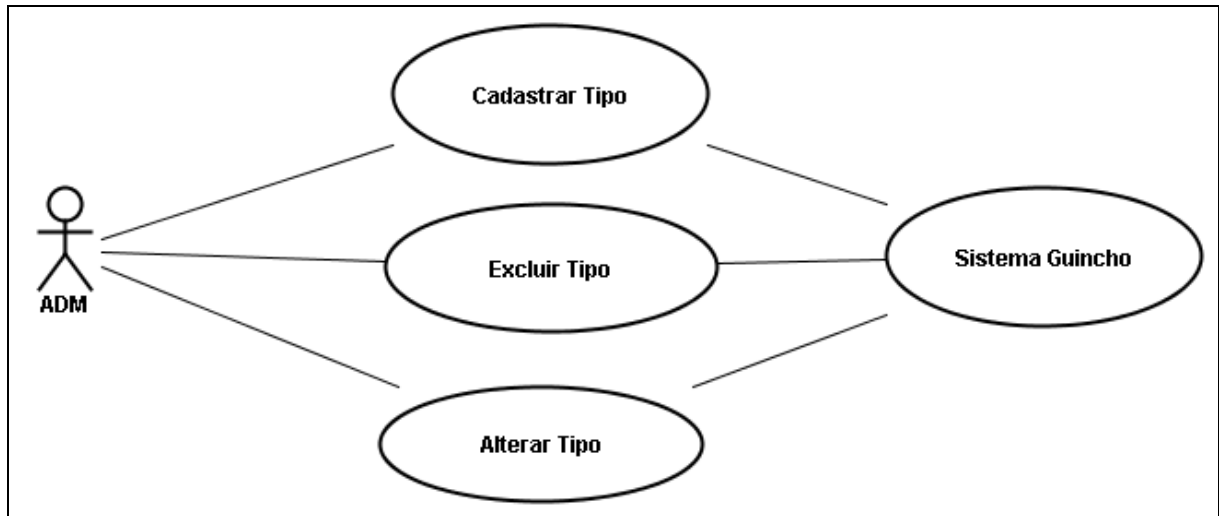 Cadastrar Tipo
ADM
Excluir Tipo
Sistema Guincho
Alterar Tipo